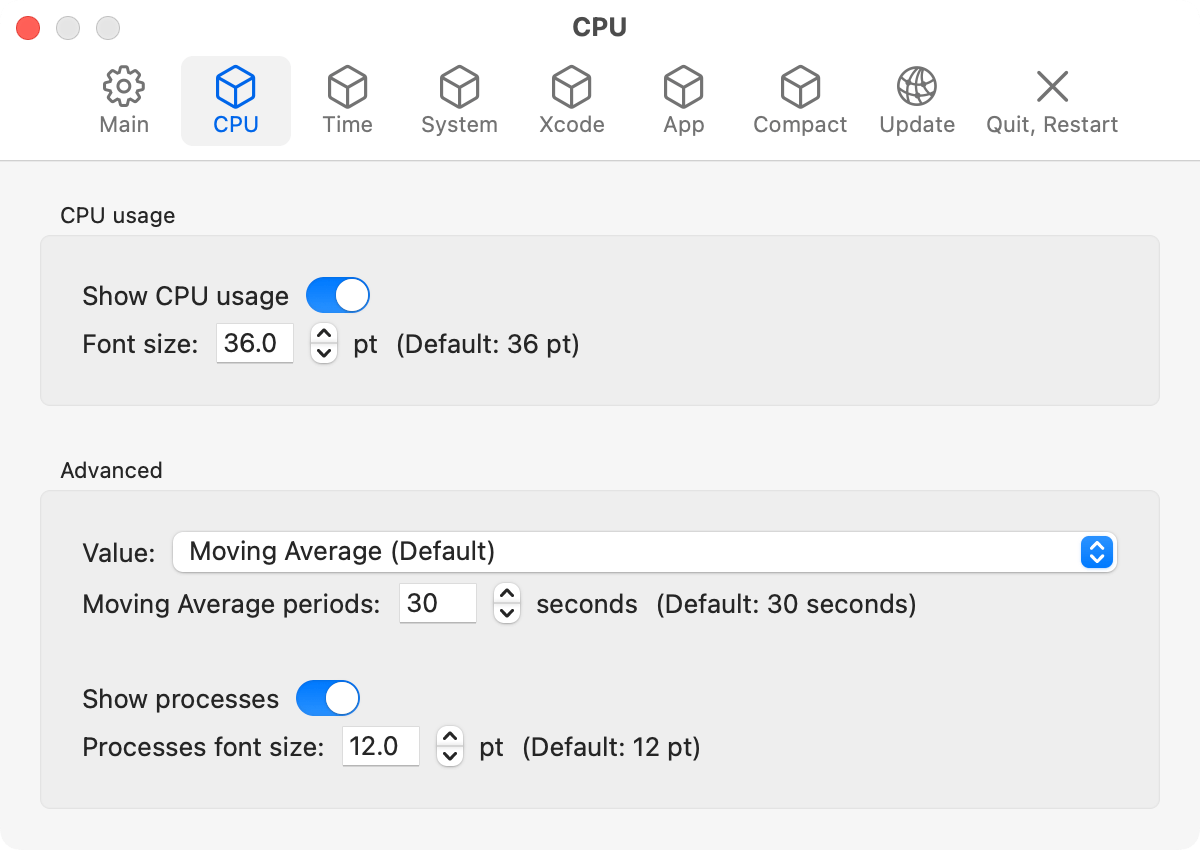 CPU
Main
CPU
Time
System
Xcode
App
Compact
Update
Quit, Restart
CPU usage
Show CPU usage
Font size: 36.0 pt (Default: 36 pt)
Advanced
Value: Moving Average (Default)
Moving Average periods: 30 seconds (Default: 30 seconds)
Show processes
Processes font size: 12.0 pt (Default: 12 pt)